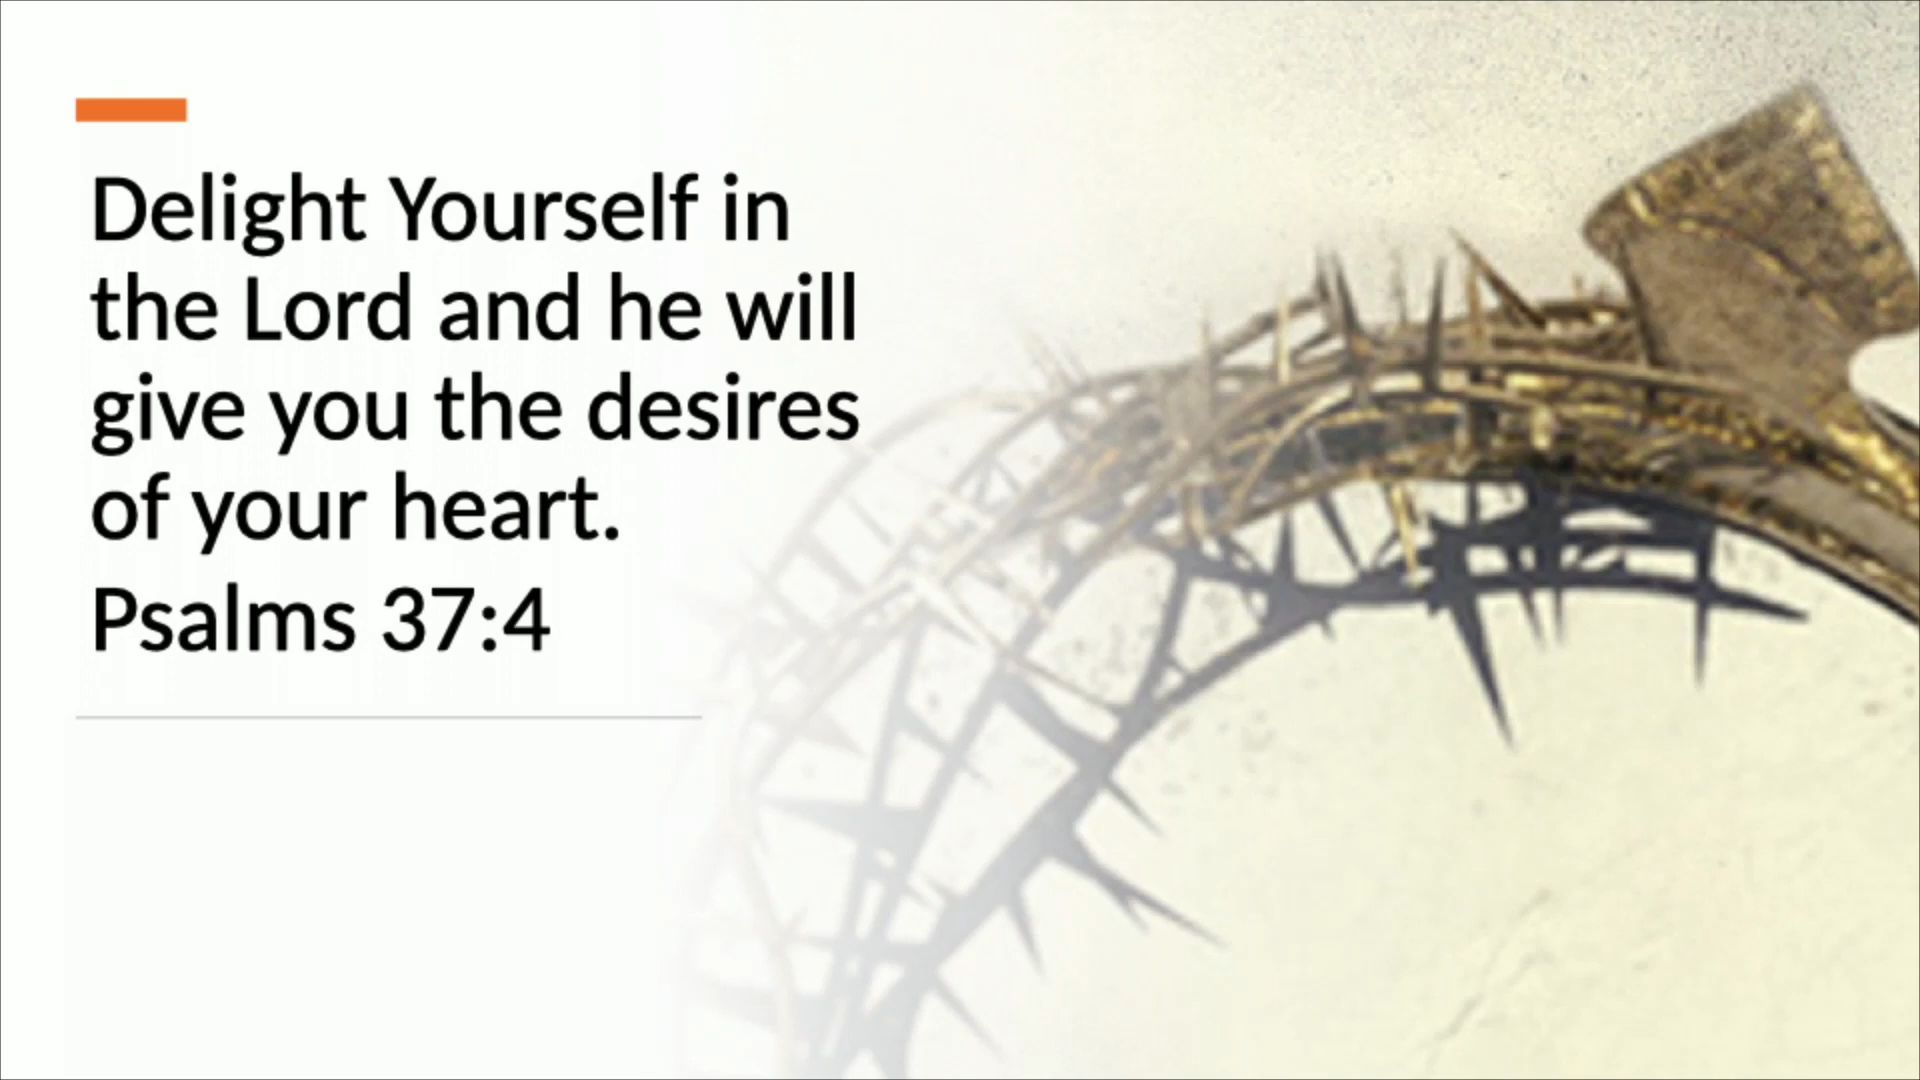 Delight Yourself in
the Lord and he will
give you the desires
of your heart.
Psalms 37:4